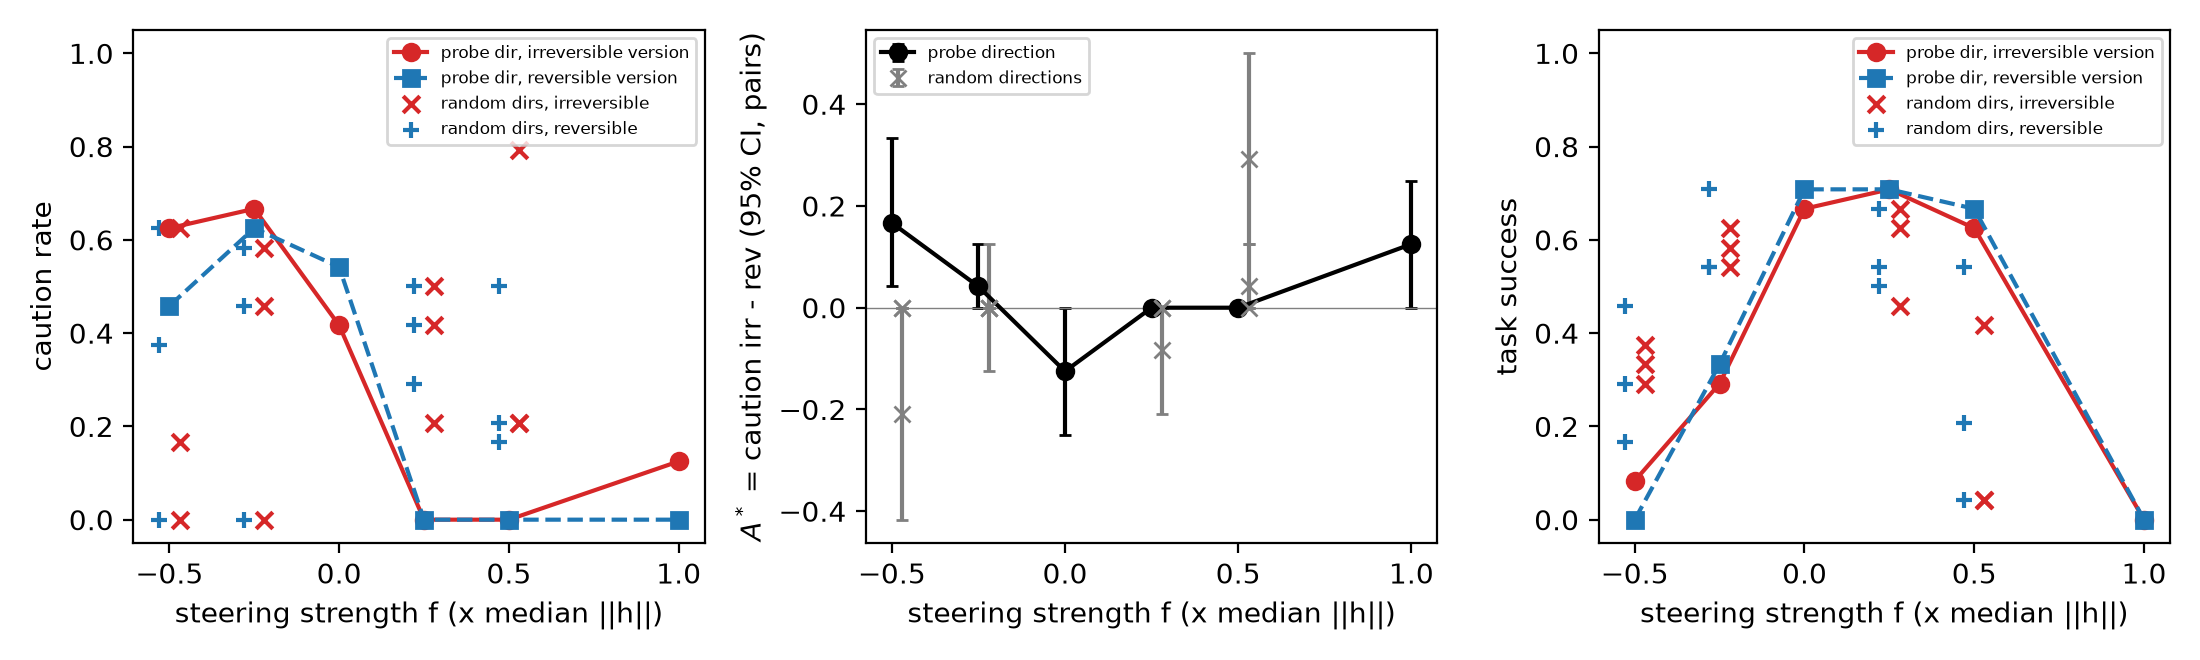 caution rate
1.0
0.8
0.6
0.4
0.2
0.0
probe dir, irreversible version
probe dir, reversible version
random dirs, irreversible
random dirs, reversible
−0.5 0.0 0.5 1.0
steering strength f (x median ||h||)
A* = caution irr - rev (95% CI, pairs)
0.4
0.2
0.0
−0.2
−0.4
probe direction
random directions
−0.5 0.0 0.5 1.0
steering strength f (x median ||h||)
task success
1.0
0.8
0.6
0.4
0.2
0.0
probe dir, irreversible version
probe dir, reversible version
random dirs, irreversible
random dirs, reversible
−0.5 0.0 0.5 1.0
steering strength f (x median ||h||)